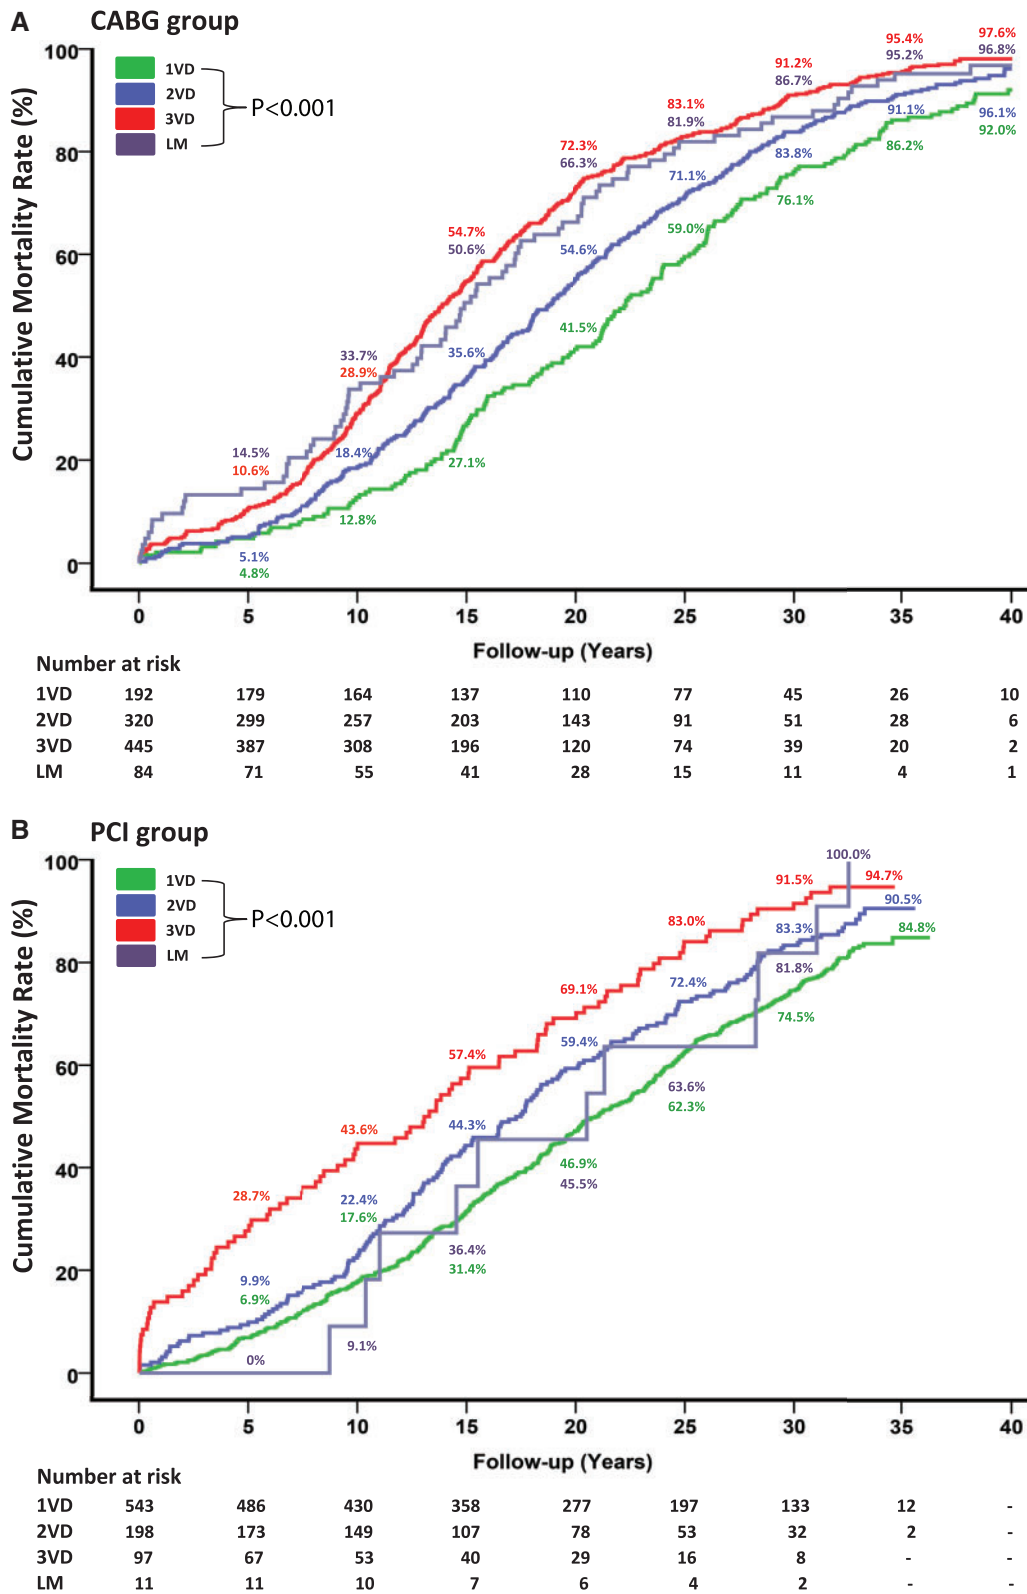 A CABG group
100
80
60
40
20
0
Cumulative Mortality Rate (%)
1VD
2VD
3VD
LM
P<0.001
14.5%
10.6%
5.1%
4.8%
33.7%
28.9%
18.4%
12.8%
54.7%
50.6%
35.6%
27.1%
72.3%
66.3%
54.6%
41.5%
83.1%
81.9%
71.1%
59.0%
91.2%
86.7%
83.8%
76.1%
95.4%
95.2%
91.1%
86.2%
97.6%
96.8%
96.1%
92.0%
0 5 10 15 20 25 30 35 40
Follow-up (Years)
Number at risk
1VD 192 179 164 137 110 77 45 26 10
2VD 320 299 257 203 143 91 51 28 6
3VD 445 387 308 196 120 74 39 20 2
LM 84 71 55 41 28 15 11 4 1
B PCI group
100
80
60
40
20
0
Cumulative Mortality Rate (%)
1VD
2VD
3VD
LM
P<0.001
28.7%
9.9%
6.9%
0%
43.6%
22.4%
17.6%
9.1%
57.4%
44.3%
36.4%
31.4%
69.1%
59.4%
46.9%
45.5%
83.0%
72.4%
63.6%
62.3%
91.5%
83.3%
81.8%
74.5%
100.0%
94.7%
90.5%
84.8%
0 5 10 15 20 25 30 35 40
Follow-up (Years)
Number at risk
1VD 543 486 430 358 277 197 133 12 -
2VD 198 173 149 107 78 53 32 2 -
3VD 97 67 53 40 29 16 8 - -
LM 11 11 10 7 6 4 2 - -